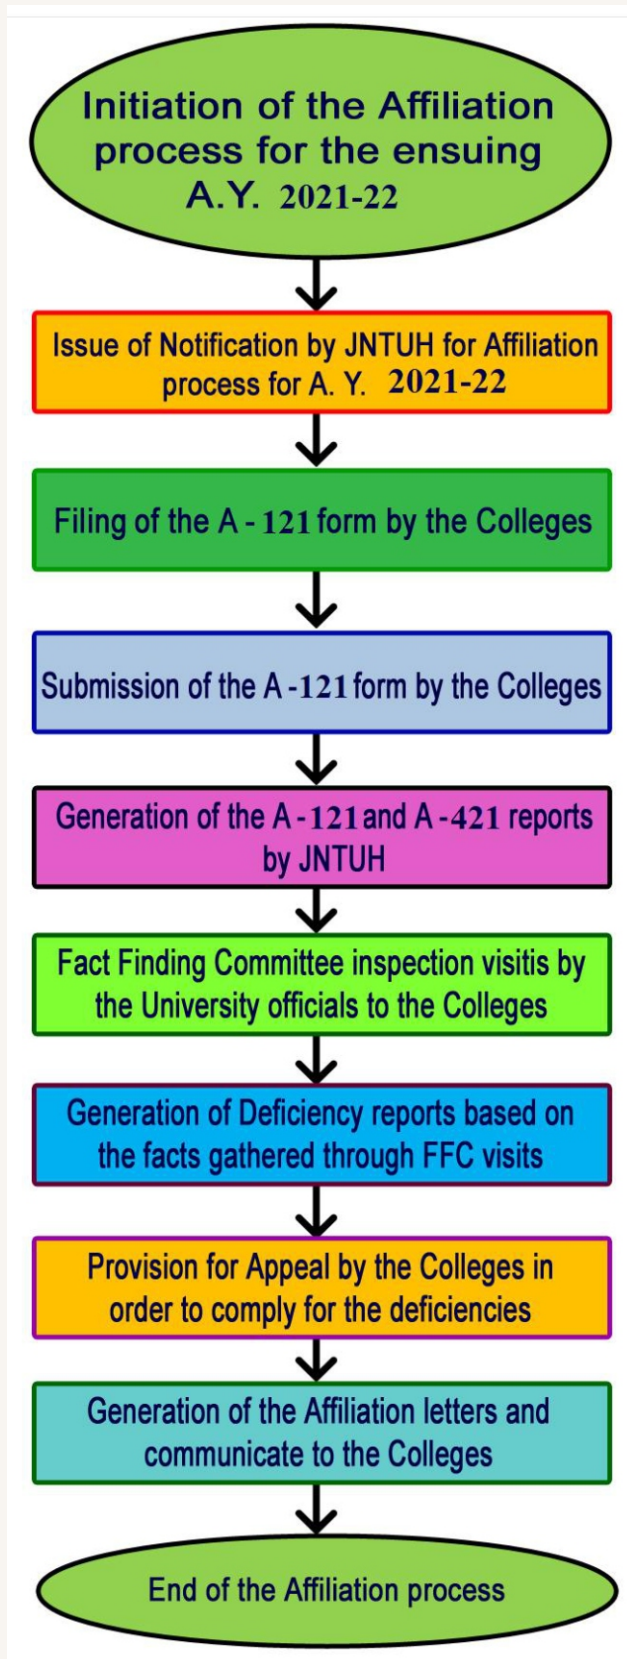 Initiation of the Affiliation
process for the ensuing
A.Y. 2021-22
Issue of Notification by JNTUH for Affiliation
process for A. Y. 2021-22
Filing of the A - 121 form by the Colleges
Submission of the A -121 form by the Colleges
Generation of the A -121 and A -421 reports
by JNTUH
Fact Finding Committee inspection visitis by
the University officials to the Colleges
Generation of Deficiency reports based on
the facts gathered through FFC visits
Provision for Appeal by the Colleges in
order to comply for the deficiencies
Generation of the Affiliation letters and
communicate to the Colleges
End of the Affiliation process